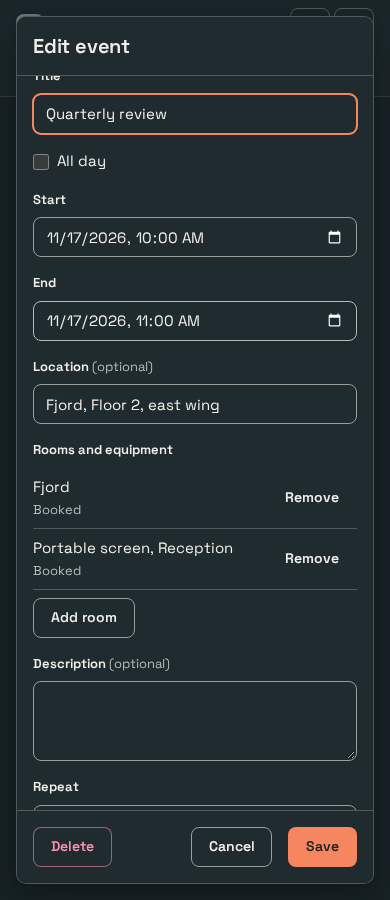 Edit event
Title
Quarterly review
All day
Start
11/17/2026, 10:00 AM
End
11/17/2026, 11:00 AM
Location (optional)
Fjord, Floor 2, east wing
Rooms and equipment
Fjord
Booked
Remove
Portable screen, Reception
Booked
Remove
Add room
Description (optional)
Repeat
Delete
Cancel
Save